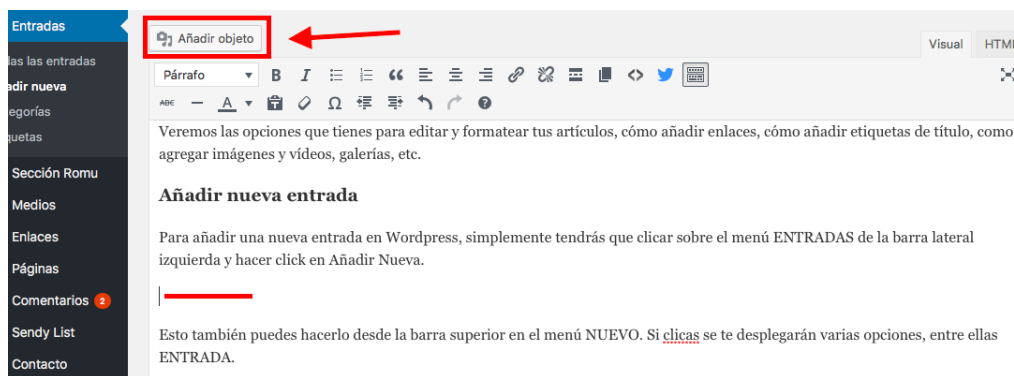 Entradas
las las entradas
adir nueva
egorías
quetas
Sección Romu
Medios
Enlaces
Páginas
Comentarios 2
Sendy List
Contacto
Añadir objeto
Visual HTML
Párrafo B I
ABE A Ω
Veremos las opciones que tienes para editar y formatear tus artículos, cómo añadir enlaces, cómo añadir etiquetas de título, como
agregar imágenes y vídeos, galerías, etc.
Añadir nueva entrada
Para añadir una nueva entrada en Wordpress, simplemente tendrás que clicar sobre el menú ENTRADAS de la barra lateral
izquierda y hacer click en Añadir Nueva.
Esto también puedes hacerlo desde la barra superior en el menú NUEVO. Si clicas se te desplegarán varias opciones, entre ellas
ENTRADA.